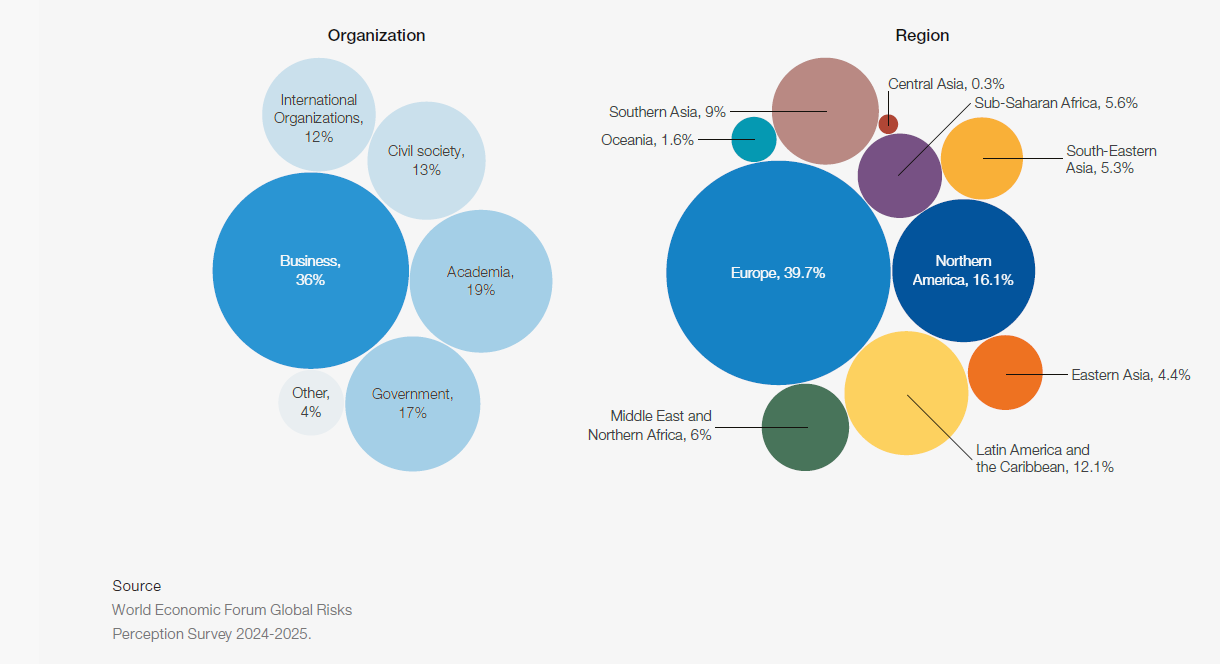 Organization
International
Organizations,
12%
Civil society,
13%
Business,
36%
Academia,
19%
Other,
4%
Government,
17%
Region
Central Asia, 0.3%
Sub-Saharan Africa, 5.6%
Southern Asia, 9%
Oceania, 1.6%
South-Eastern
Asia, 5.3%
Europe, 39.7%
Northern
America, 16.1%
Eastern Asia, 4.4%
Middle East and
Northern Africa, 6%
Latin America and
the Caribbean, 12.1%
Source
World Economic Forum Global Risks
Perception Survey 2024-2025.